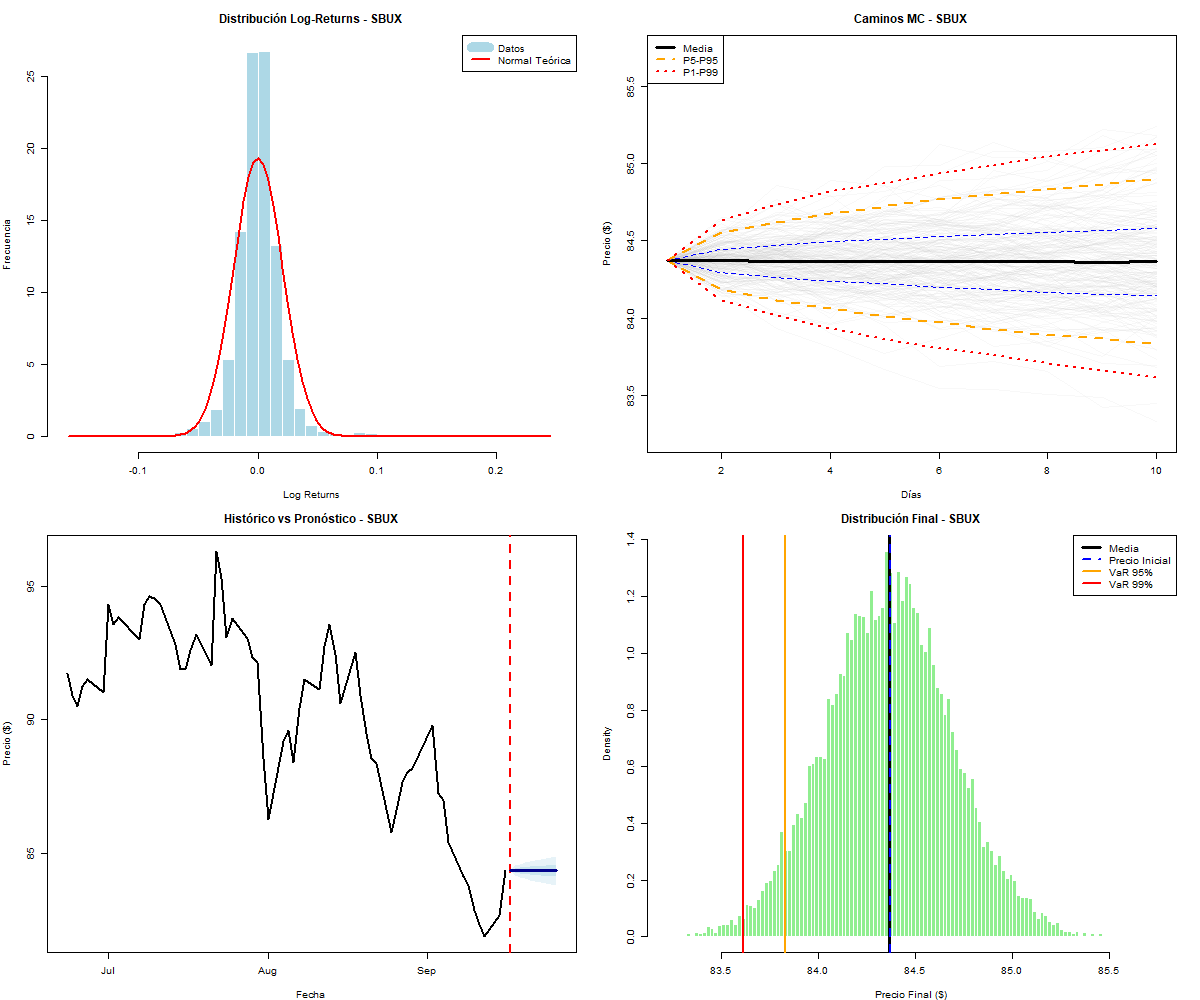 Distribución Log-Returns - SBUX
Datos
Normal Teórica
Frecuencia
0
5
10
15
20
25
-0.1
0.0
0.1
0.2
Log Returns
Caminos MC - SBUX
Media
P5-P95
P1-P99
Precio ($)
83.5
84.0
84.5
85.0
85.5
2
4
6
8
10
Días
Histórico vs Pronóstico - SBUX
Precio ($)
85
90
95
Jul
Aug
Sep
Fecha
Distribución Final - SBUX
Media
Precio Inicial
VaR 95%
VaR 99%
Density
0.0
0.2
0.4
0.6
0.8
1.0
1.2
1.4
83.5
84.0
84.5
85.0
85.5
Precio Final ($)